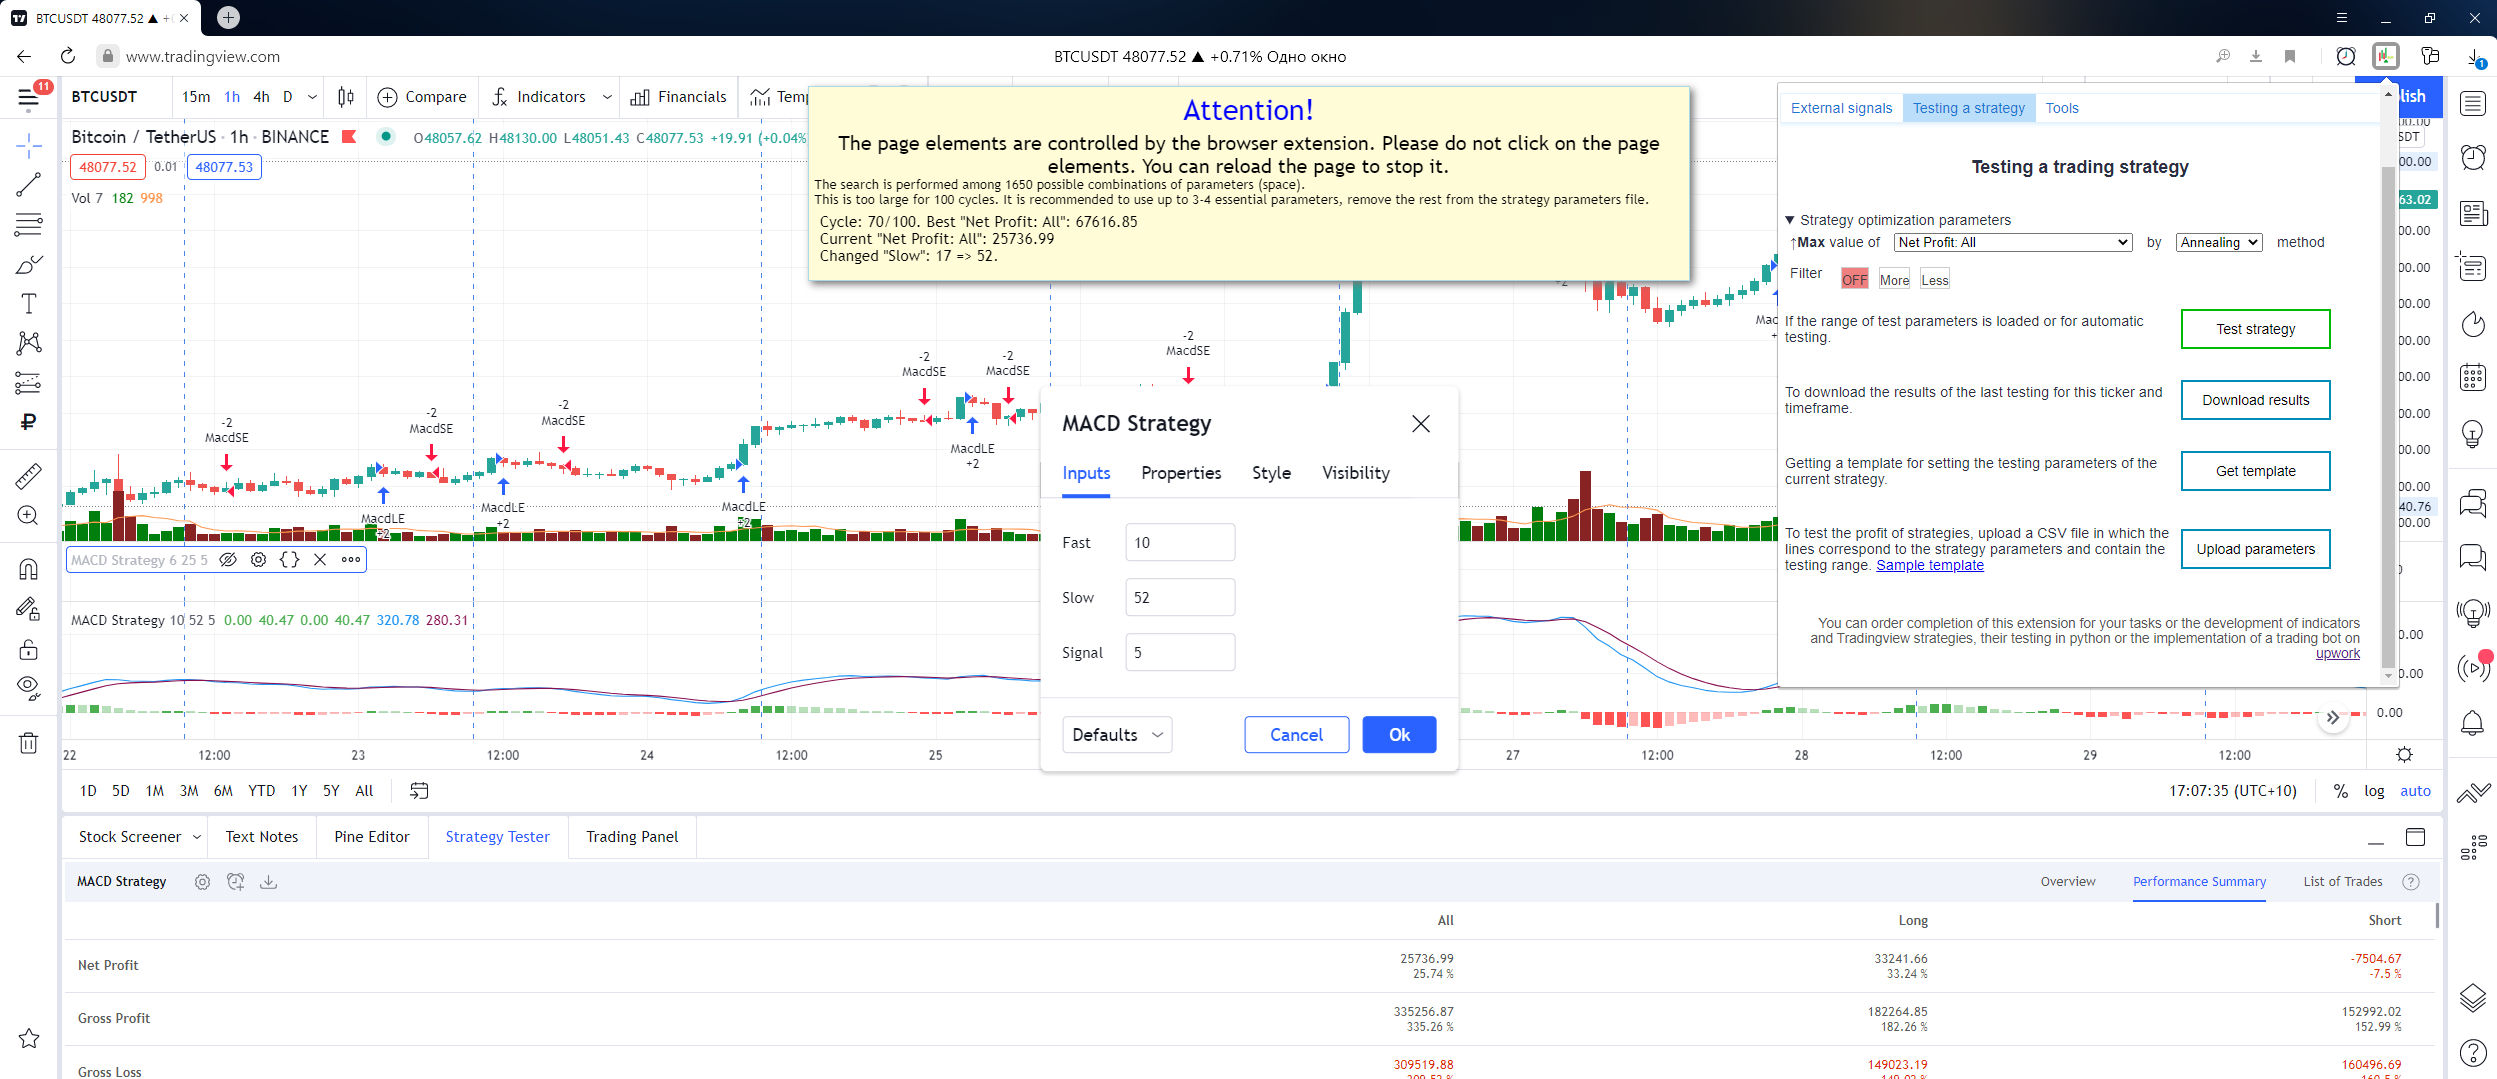 BTCUSDT 48077.52 ▲ +
www.tradingview.com
BTCUSDT 48077.52 ▲ +0.71% Одно окно
1
11
BTCUSDT
15m 1h 4h D
Compare
Indicators
Financials
Attention!
The page elements are controlled by the browser extension. Please do not click on the page
elements. You can reload the page to stop it.
The search is performed among 1650 possible combinations of parameters (space).
This is too large for 100 cycles. It is recommended to use up to 3-4 essential parameters, remove the rest from the strategy parameters file.
Cycle: 70/100. Best "Net Profit: All": 67616.85
Current "Net Profit: All": 25736.99
Changed "Slow": 17 => 52.
Bitcoin / TetherUS · 1h · BINANCE
O48057.62 H48130.00 L48051.43 C48077.53 +19.91 (+0.04%
48077.52 0.01 48077.53
Vol 7 182 998
External signals Testing a strategy Tools
Testing a trading strategy
▼ Strategy optimization parameters
↑Max value of Net Profit: All by Annealing method
Filter OFF More Less
If the range of test parameters is loaded or for automatic
testing.
Test strategy
To download the results of the last testing for this ticker and
timeframe.
Download results
Getting a template for setting the testing parameters of the
current strategy.
Get template
To test the profit of strategies, upload a CSV file in which the
lines correspond to the strategy parameters and contain the
testing range. Sample template
Upload parameters
You can order completion of this extension for your tasks or the development of indicators
and Tradingview strategies, their testing in python or the implementation of a trading bot on
upwork
-2
MacdSE
-2
MacdSE
-2
MacdSE
-2
MacdSE
-2
MacdSE
-2
MacdSE
MacdLE
+2
MacdLE
+2
MacdLE
+2
MacdLE
+2
MACD Strategy 6 25 5
MACD Strategy 10 52 5 0.00 40.47 0.00 40.47 320.78 280.31
MACD Strategy
Inputs Properties Style Visibility
Fast 10
Slow 52
Signal 5
Defaults Cancel Ok
0.00
22 12:00 23 12:00 24 12:00 25 27 12:00 28 12:00 29 12:00
1D 5D 1M 3M 6M YTD 1Y 5Y All
17:07:35 (UTC+10) % log auto
Stock Screener Text Notes Pine Editor Strategy Tester Trading Panel
MACD Strategy
Overview Performance Summary List of Trades
All Long Short
Net Profit 25736.99 33241.66 -7504.67
25.74 % 33.24 % -7.5 %
Gross Profit 335256.87 182264.85 152992.02
335.26 % 182.26 % 152.99 %
Gross Loss 309519.88 149023.19 160496.69